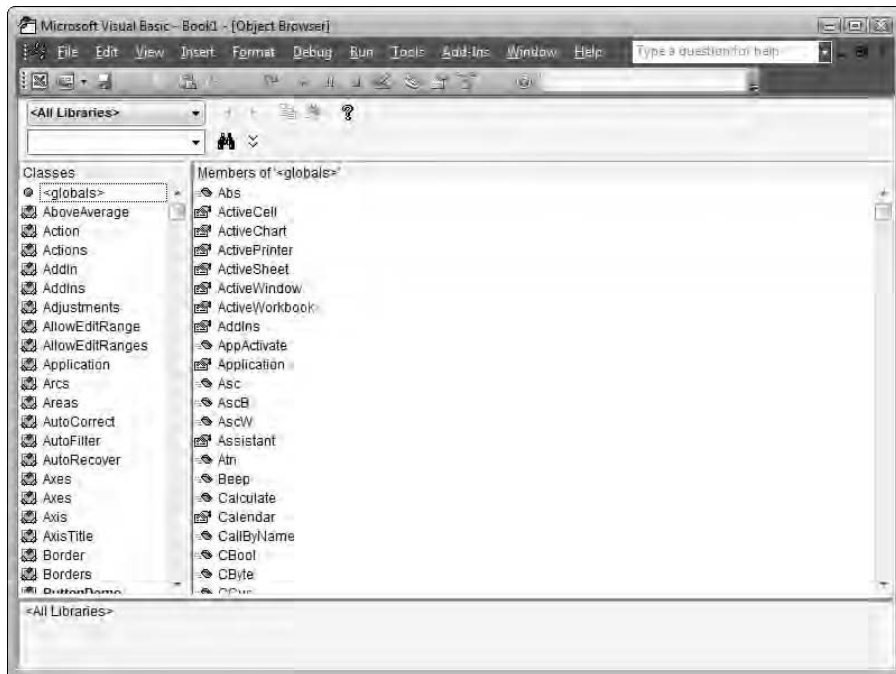 Microsoft Visual Basic - Book1 - [Object Browser]
File Edit View Insert Format Debug Run Tools Add-Ins Window Help Type a question for help
<All Libraries>
Classes
<globals>
AboveAverage
Action
Actions
AddIn
AddIns
Adjustments
AllowEditRange
AllowEditRanges
Application
Arcs
Areas
AutoCorrect
AutoFilter
AutoRecover
Axes
Axes
Axis
AxisTitle
Border
Borders
ButtonDemo
Members of '<globals>'
Abs
ActiveCell
ActiveChart
ActivePrinter
ActiveSheet
ActiveWindow
ActiveWorkbook
AddIns
AppActivate
Application
Asc
AscB
AscW
Assistant
Atn
Beep
Calculate
Calendar
CallByName
CBool
CByte
CCur
<All Libraries>